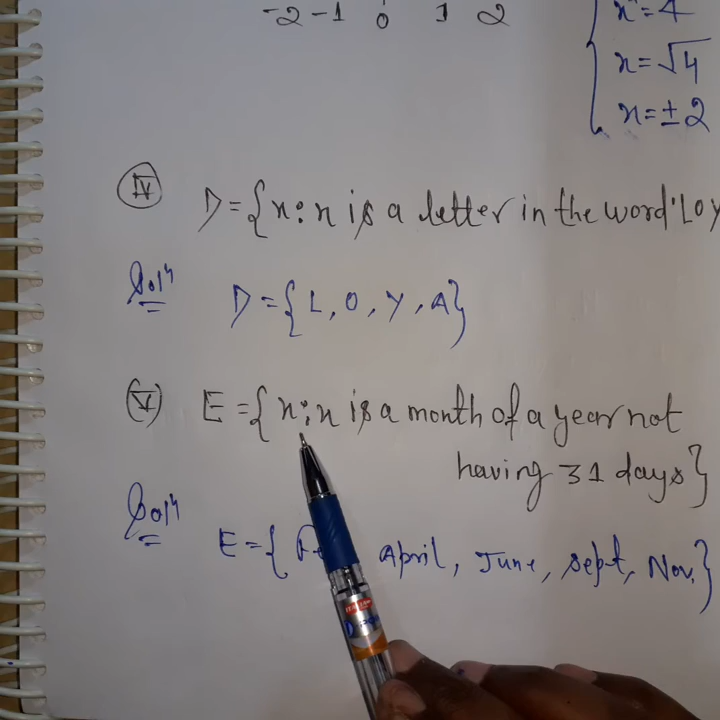 -2 -1 0 1 2
x² = 4
x = √4
x = ± 2
(IV) D = {x : x is a letter in the word 'LOY
Solⁿ D = {L, O, Y, A}
(V) E = {x : x is a month of a year not
having 31 days}
Solⁿ E = { April, June, Sept, Nov.}